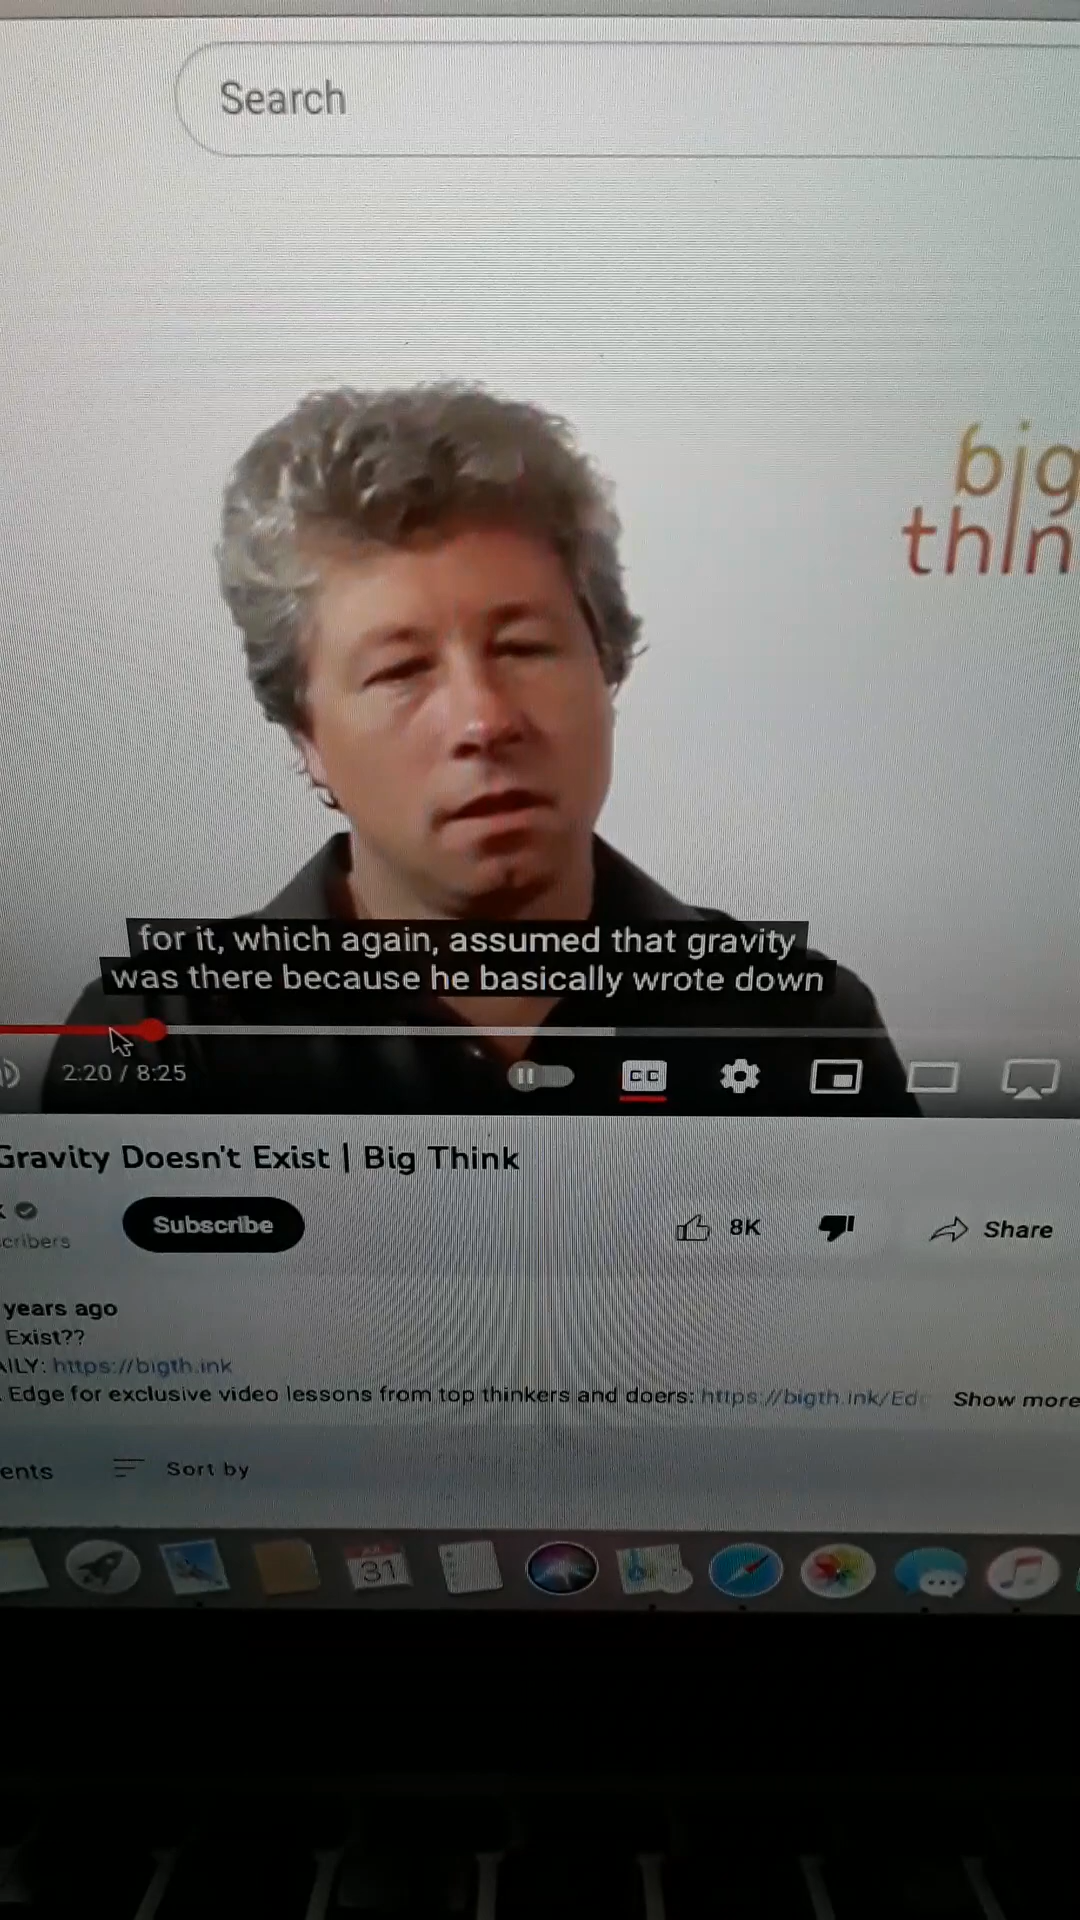 Search
big
thin
for it, which again, assumed that gravity
was there because he basically wrote down
2:20 / 8:25
CC
Gravity Doesn't Exist | Big Think
k
cribers
Subscribe
8K
Share
years ago
Exist??
AILY: https://bigth.ink
Edge for exclusive video lessons from top thinkers and doers: https://bigth.ink/Ed
Show more
ents
Sort by
31